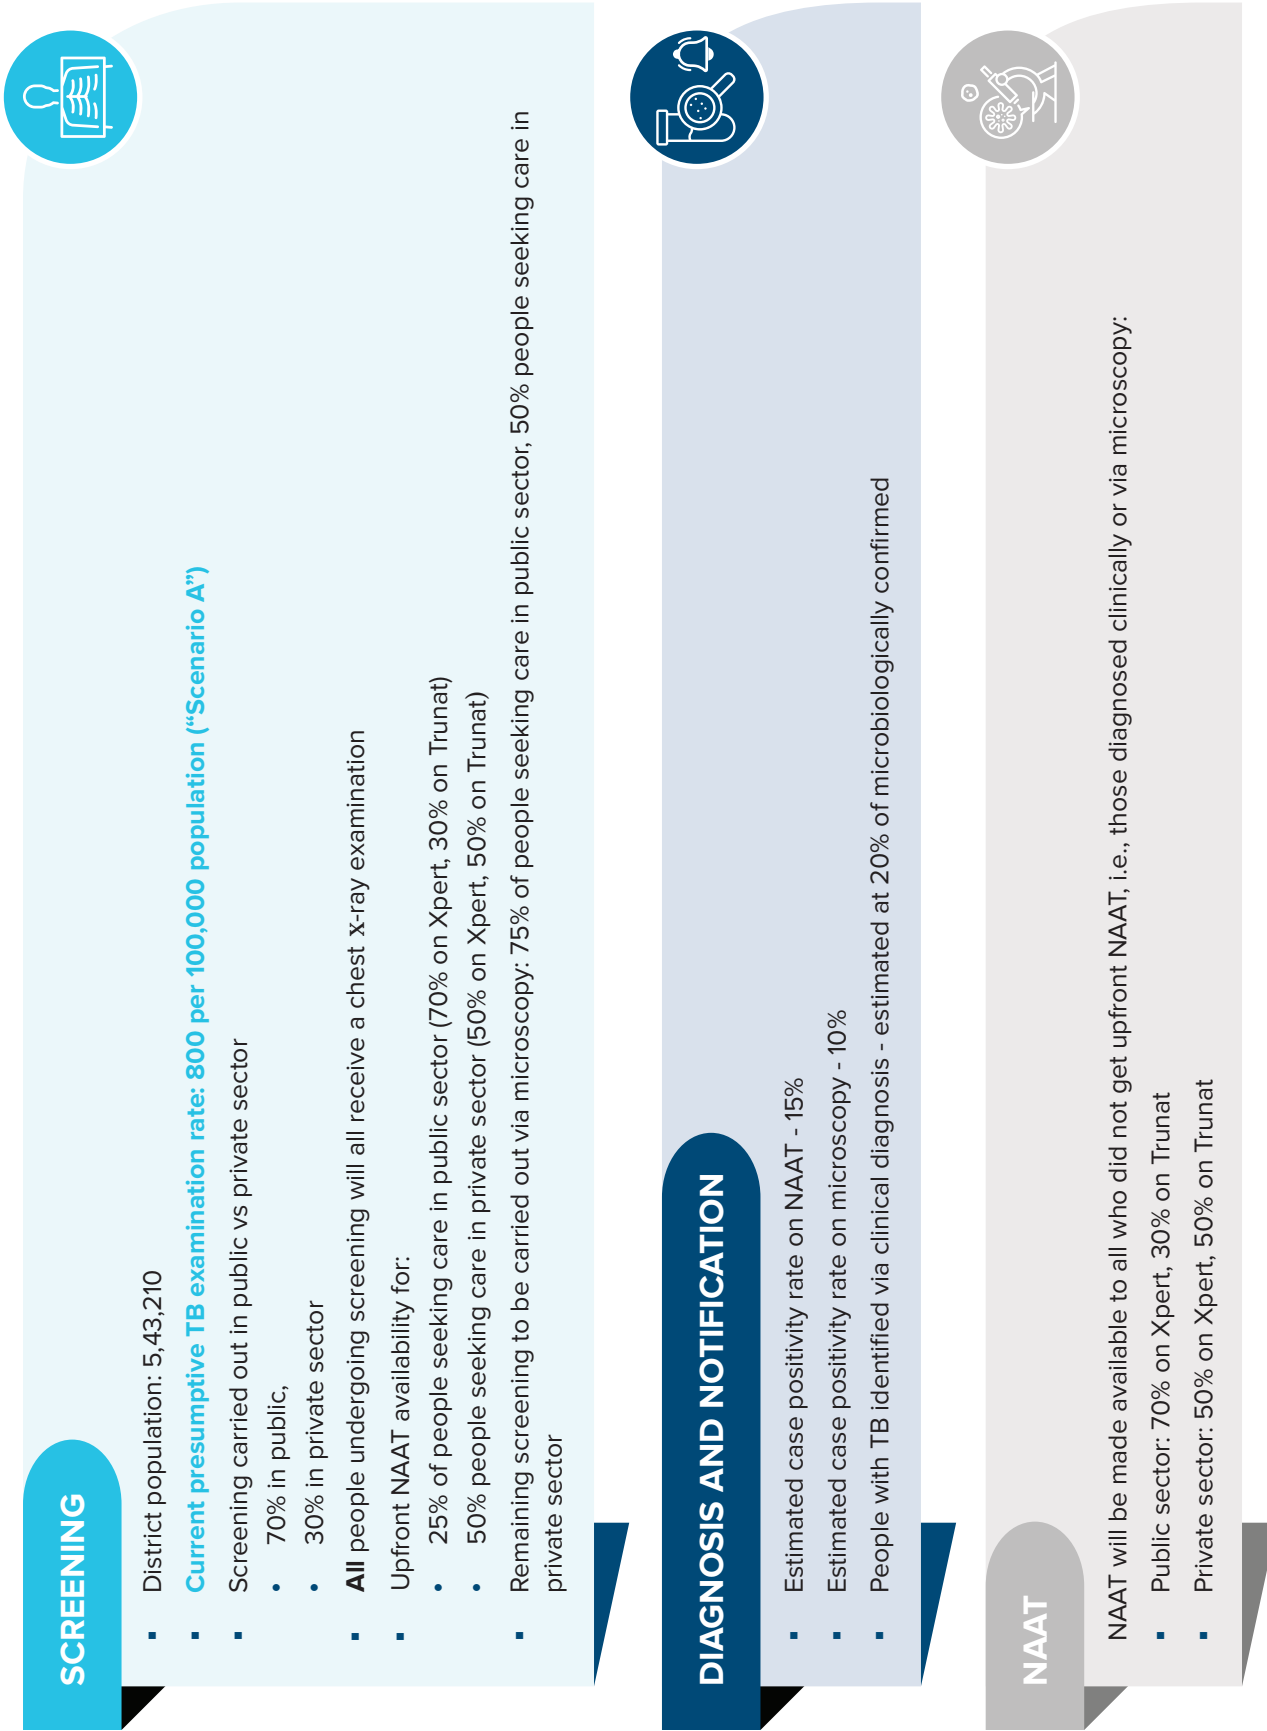 SCREENING
▪ District population: 5,43,210
▪ Current presumptive TB examination rate: 800 per 100,000 population (“Scenario A”)
▪ Screening carried out in public vs private sector
• 70% in public,
• 30% in private sector
▪ All people undergoing screening will all receive a chest x-ray examination
▪ Upfront NAAT availability for:
• 25% of people seeking care in public sector (70% on Xpert, 30% on Trunat)
• 50% people seeking care in private sector (50% on Xpert, 50% on Trunat)
▪ Remaining screening to be carried out via microscopy: 75% of people seeking care in public sector, 50% people seeking care in
private sector
DIAGNOSIS AND NOTIFICATION
▪ Estimated case positivity rate on NAAT - 15%
▪ Estimated case positivity rate on microscopy - 10%
▪ People with TB identified via clinical diagnosis - estimated at 20% of microbiologically confirmed
NAAT
NAAT will be made available to all who did not get upfront NAAT, i.e., those diagnosed clinically or via microscopy:
▪ Public sector: 70% on Xpert, 30% on Trunat
▪ Private sector: 50% on Xpert, 50% on Trunat